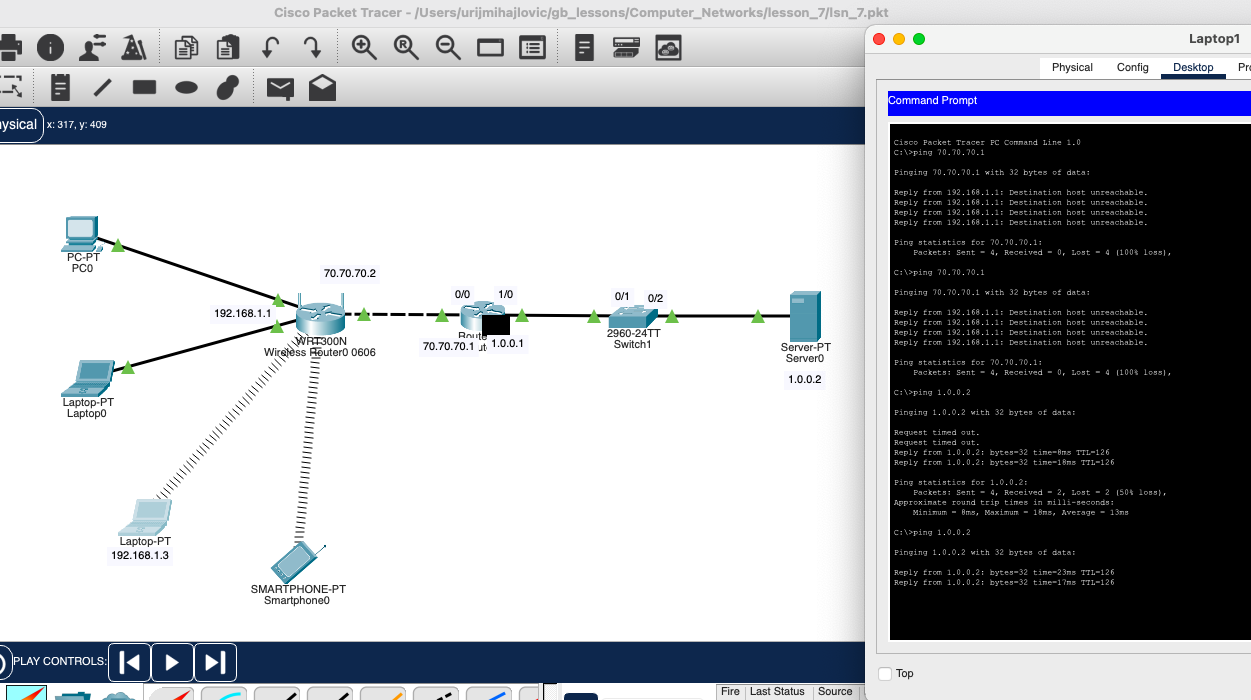 Cisco Packet Tracer - /Users/urijmihajlovic/gb_lessons/Computer_Networks/lesson_7/lsn_7.pkt
ysical
x: 317, y: 409
PC-PT
PC0
70.70.70.2
192.168.1.1
WRT300N
Wireless Router0 0606
Laptop-PT
Laptop0
0/0
1/0
70.70.70.1
1.0.0.1
0/1
0/2
2960-24TT
Switch1
Server-PT
Server0
1.0.0.2
Laptop-PT
192.168.1.3
SMARTPHONE-PT
Smartphone0
PLAY CONTROLS:
Fire
Last Status
Source
Laptop1
Physical
Config
Desktop
Command Prompt
Cisco Packet Tracer PC Command Line 1.0
C:\>ping 70.70.70.1
Pinging 70.70.70.1 with 32 bytes of data:
Reply from 192.168.1.1: Destination host unreachable.
Reply from 192.168.1.1: Destination host unreachable.
Reply from 192.168.1.1: Destination host unreachable.
Reply from 192.168.1.1: Destination host unreachable.
Ping statistics for 70.70.70.1:
Packets: Sent = 4, Received = 0, Lost = 4 (100% loss),
C:\>ping 70.70.70.1
Pinging 70.70.70.1 with 32 bytes of data:
Reply from 192.168.1.1: Destination host unreachable.
Reply from 192.168.1.1: Destination host unreachable.
Reply from 192.168.1.1: Destination host unreachable.
Reply from 192.168.1.1: Destination host unreachable.
Ping statistics for 70.70.70.1:
Packets: Sent = 4, Received = 0, Lost = 4 (100% loss),
C:\>ping 1.0.0.2
Pinging 1.0.0.2 with 32 bytes of data:
Request timed out.
Request timed out.
Reply from 1.0.0.2: bytes=32 time=8ms TTL=126
Reply from 1.0.0.2: bytes=32 time=18ms TTL=126
Ping statistics for 1.0.0.2:
Packets: Sent = 4, Received = 2, Lost = 2 (50% loss),
Approximate round trip times in milli-seconds:
Minimum = 8ms, Maximum = 18ms, Average = 13ms
C:\>ping 1.0.0.2
Pinging 1.0.0.2 with 32 bytes of data:
Reply from 1.0.0.2: bytes=32 time=23ms TTL=126
Reply from 1.0.0.2: bytes=32 time=17ms TTL=126
Top